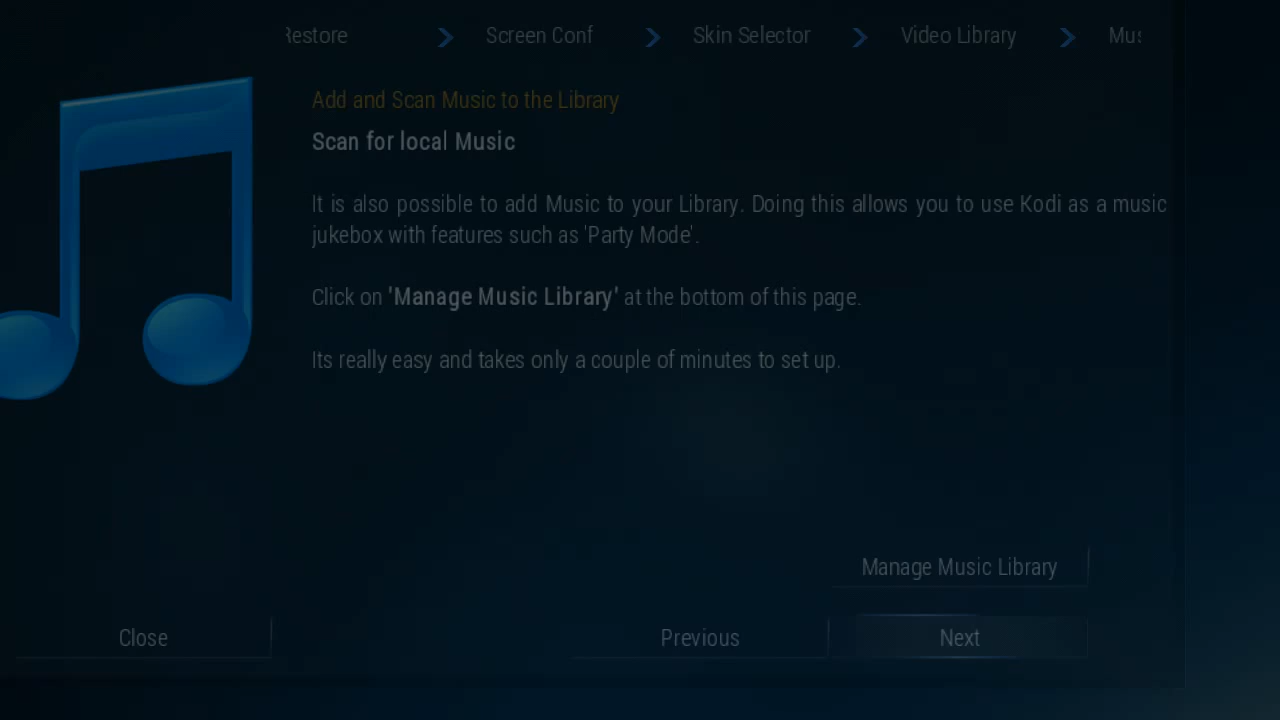 Restore Screen Conf Skin Selector Video Library
Add and Scan Music to the Library
Scan for local Music
It is also possible to add Music to your Library. Doing this allows you to use Kodi as a music
jukebox with features such as 'Party Mode'.
Click on 'Manage Music Library' at the bottom of this page.
Its really easy and takes only a couple of minutes to set up.
Manage Music Library
Close Previous Next